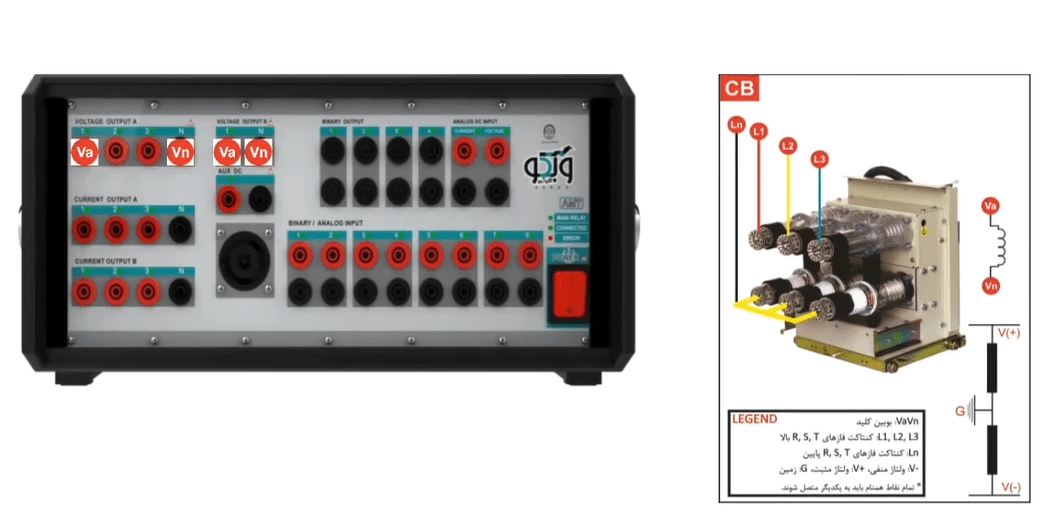 VOLTAGE OUTPUT A
1 2 3 N
Va Vn
CURRENT OUTPUT A
1 2 3 N
CURRENT OUTPUT B
1 2 3 N
VOLTAGE OUTPUT B
1 N
Va Vn
AUX DC
BINARY OUTPUT
1 2 3 4
ANALOG DC INPUT
CURRENT VOLTAGE
BINARY / ANALOG INPUT
1 2 3 4 5 6 7 8
AMT
MAIN RELAY
CONNECTED
ERROR
POWER
CB
Ln
L1
L2
L3
Va
Vn
V(+)
G
V(-)
LEGEND
VaVn: بوبین کلید
L1, L2, L3: کنتاکت فازهای R, S, T بالا
Ln: کنتاکت فازهای R, S, T پایین
V-: ولتاژ منفی، V+: ولتاژ مثبت، G: زمین
* تمام نقاط همنام باید به یکدیگر متصل شوند.